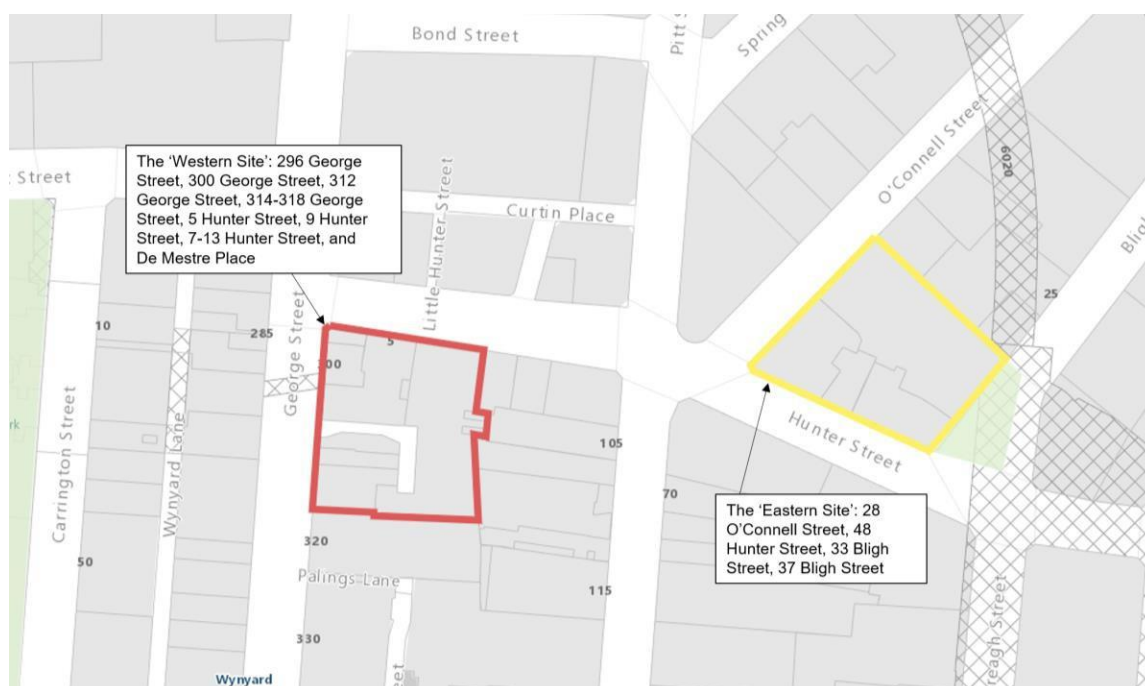 Bond Street
Pitt S
Spring
O'Connell Street
6020
Bligh
: Street
The 'Western Site': 296 George
Street, 300 George Street, 312
George Street, 314-318 George
Street, 5 Hunter Street, 9 Hunter
Street, 7-13 Hunter Street, and
De Mestre Place
Little Hunter Street
Curtin Place
25
10
285
George Street
5
00
Carrington Street
Wynyard Lane
rk
105
Hunter Street
70
The 'Eastern Site': 28
O'Connell Street, 48
Hunter Street, 33 Bligh
Street, 37 Bligh Street
320
50
Palings Lane
115
330
reagh Street
eet
Wynyard